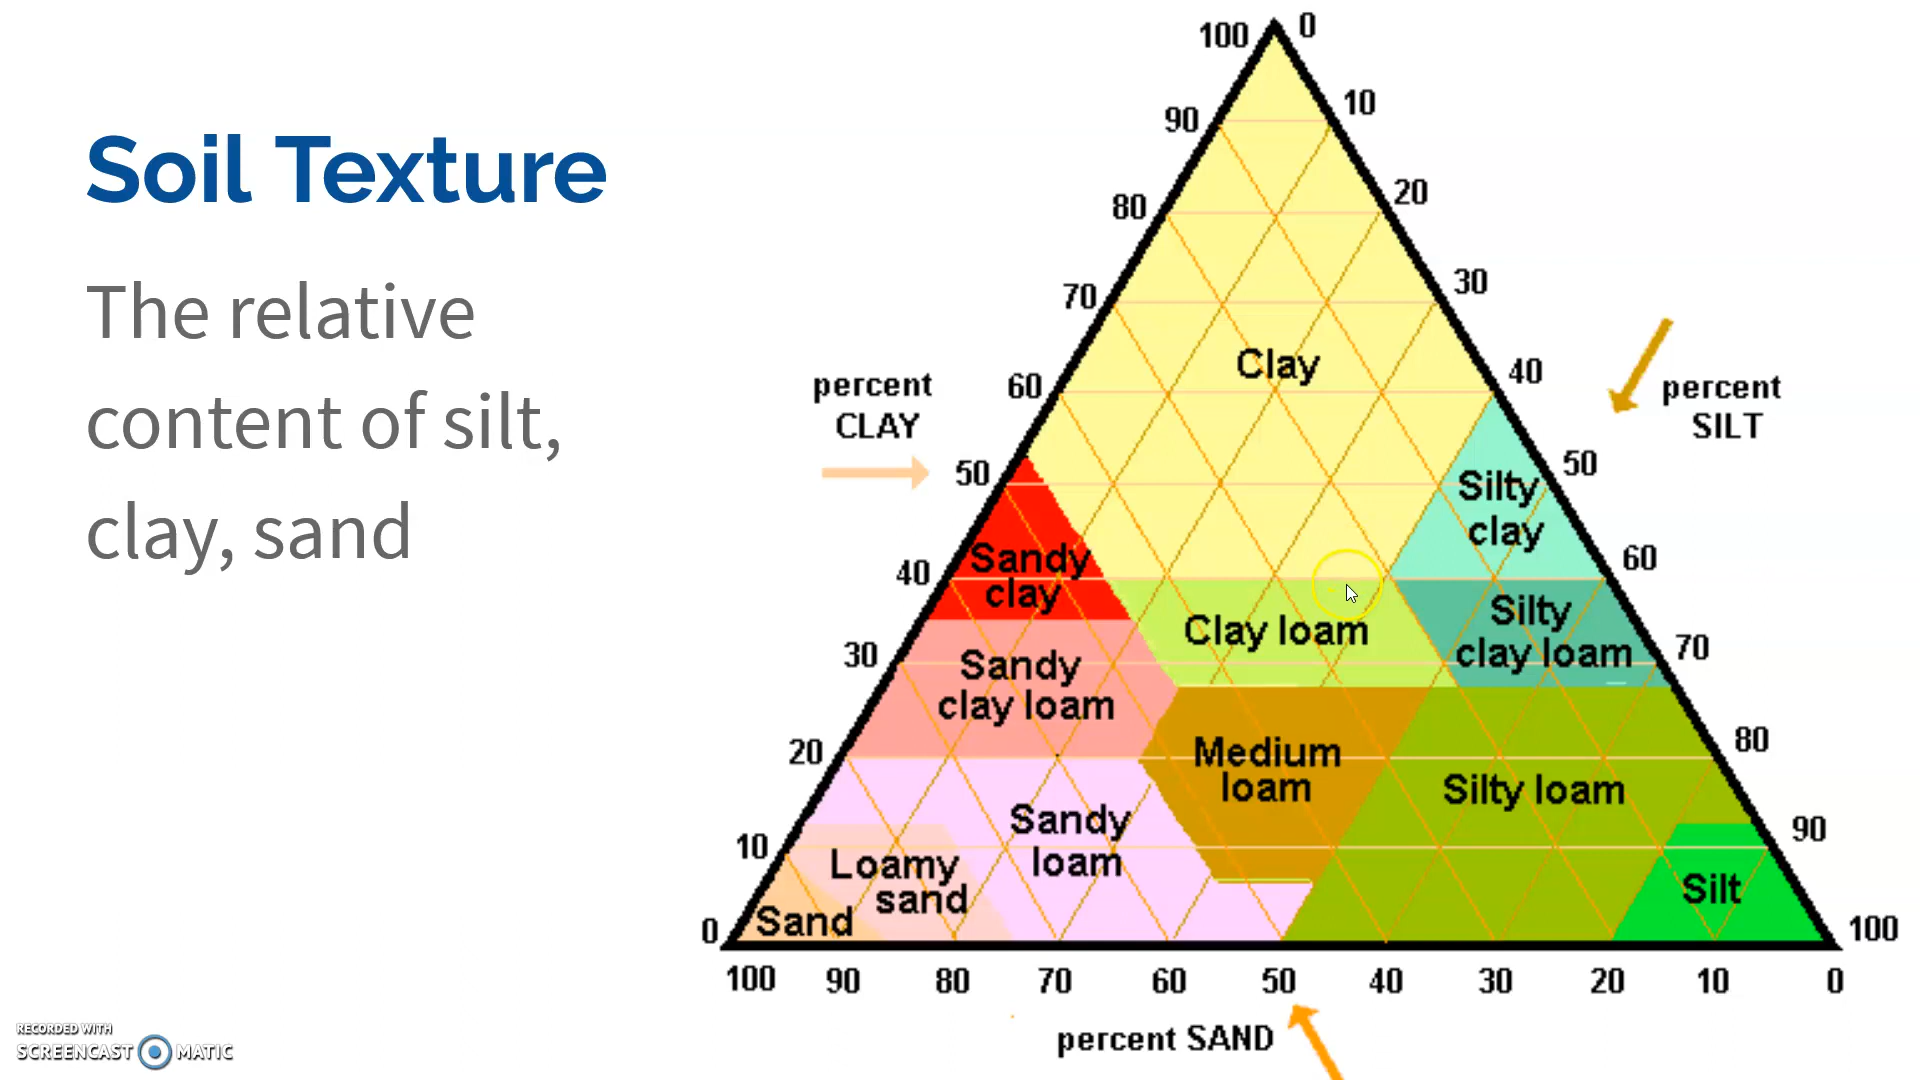 Soil Texture
The relative
content of silt,
clay, sand
100
0
90
10
80
20
70
30
Clay
60
40
percent
CLAY
percent
SILT
50
50
Silty
clay
40
60
Sandy
clay
Silty
clay loam
Clay loam
30
70
Sandy
clay loam
20
80
Medium
loam
Silty loam
10
90
Sandy
loam
Loamy
sand
Silt
Sand
0
100
100 90 80 70 60 50 40 30 20 10 0
percent SAND
RECORDED WITH
SCREENCAST MATIC